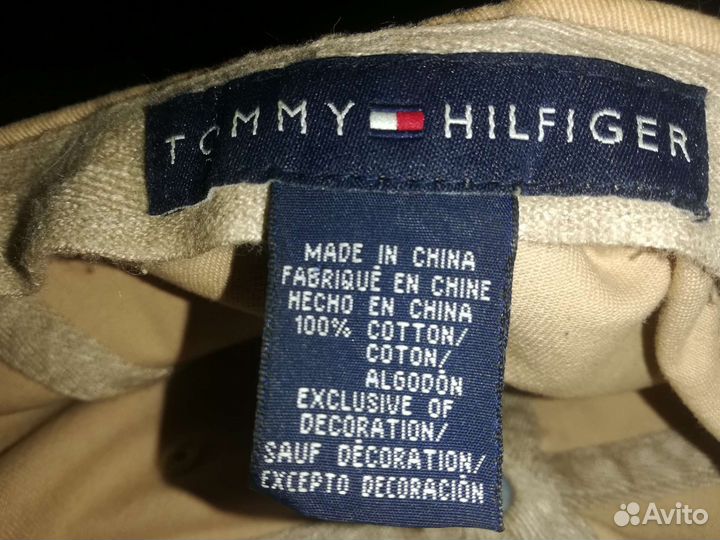 TOMMY HILFIGER
MADE IN CHINA
FABRIQUÉ EN CHINE
HECHO EN CHINA
100% COTTON/
COTON/
ALGODÓN
EXCLUSIVE OF
DECORATION/
SAUF DÉCORATION/
EXCEPTO DECORACIÓN
Avito